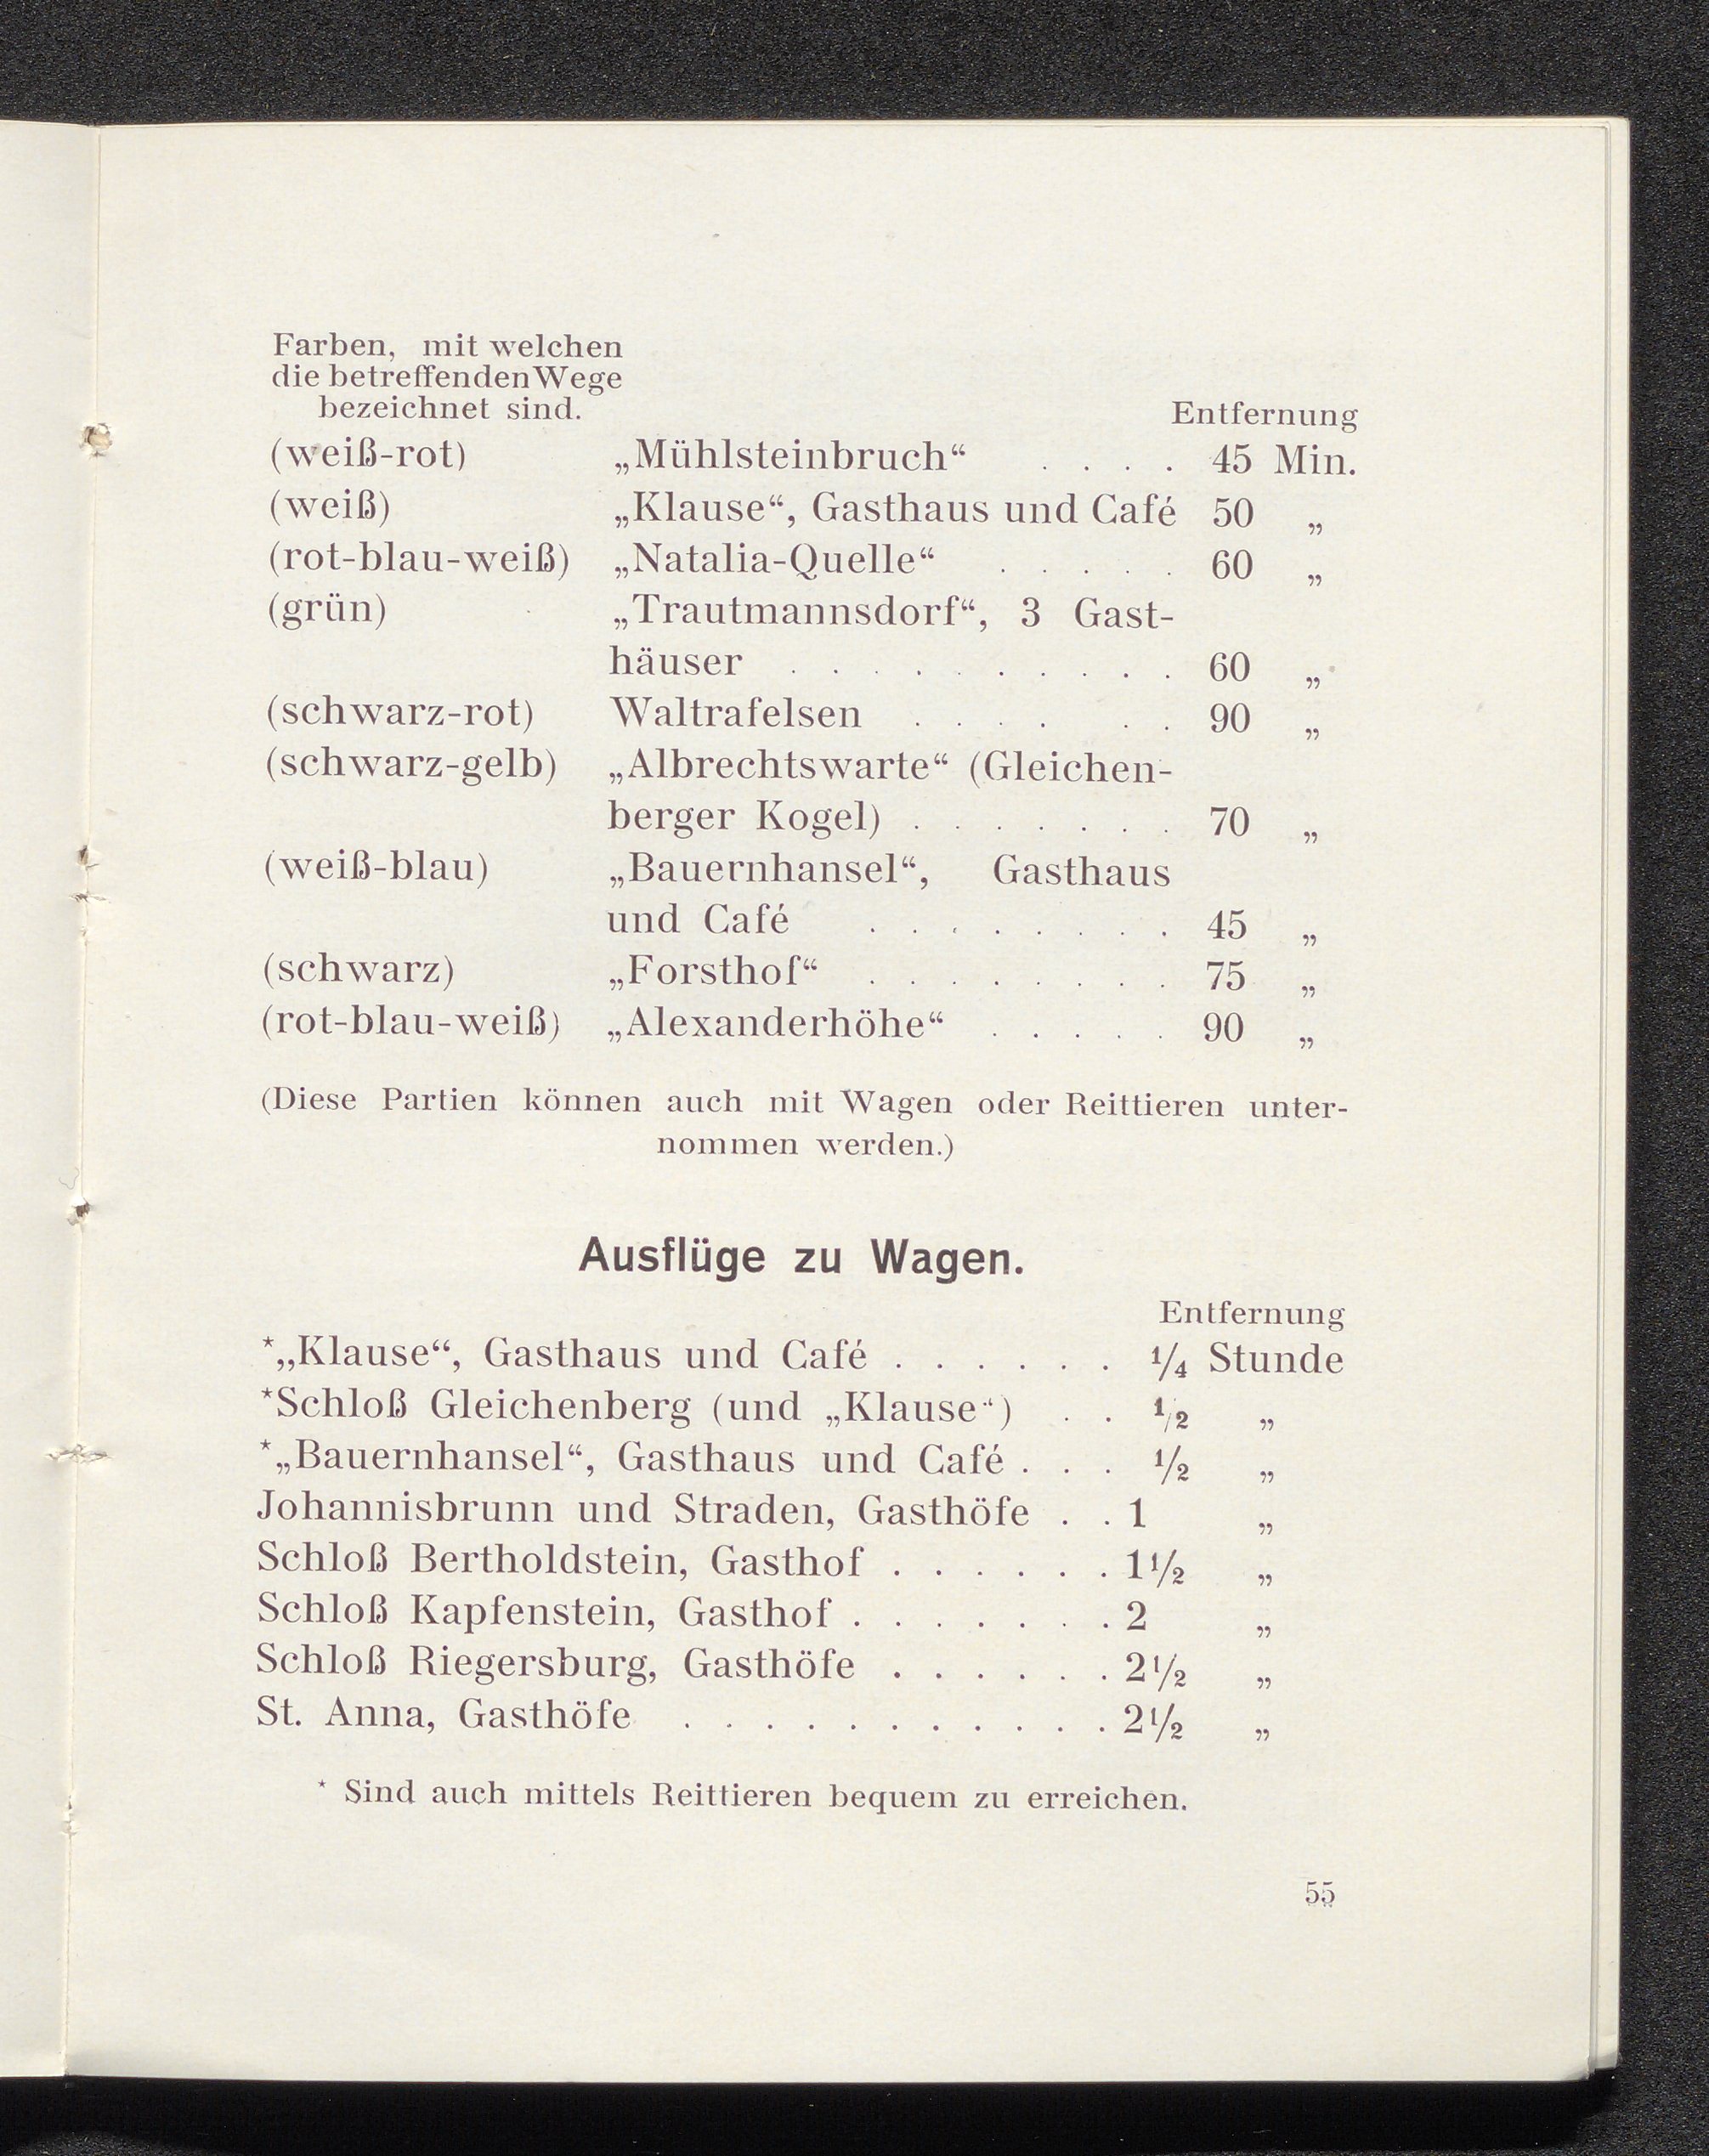 Farben, mit welchen
die betreffenden Wege
bezeichnet sind.
Entfernung
(weiß-rot) „Mühlsteinbruch“ . . . . 45 Min.
(weiß) „Klause“, Gasthaus und Café 50 „
(rot-blau-weiß) „Natalia-Quelle“ . . . . . 60 „
(grün) „Trautmannsdorf“, 3 Gast-
häuser . . . . . . . . . . 60 „
(schwarz-rot) Waltrafelsen . . . . . . 90 „
(schwarz-gelb) „Albrechtswarte“ (Gleichen-
berger Kogel) . . . . . . . 70 „
(weiß-blau) „Bauernhansel“, Gasthaus
und Café . . . . . . . . 45 „
(schwarz) „Forsthof“ . . . . . . . . 75 „
(rot-blau-weiß) „Alexanderhöhe“ . . . . . 90 „
(Diese Partien können auch mit Wagen oder Reittieren unter-
nommen werden.)
Ausflüge zu Wagen.
Entfernung
*„Klause“, Gasthaus und Café . . . . . . 1/4 Stunde
*Schloß Gleichenberg (und „Klause“) . . 1/2 „
*„Bauernhansel“, Gasthaus und Café . . . 1/2 „
Johannisbrunn und Straden, Gasthöfe . . 1 „
Schloß Bertholdstein, Gasthof . . . . . . 1 1/2 „
Schloß Kapfenstein, Gasthof . . . . . . . 2 „
Schloß Riegersburg, Gasthöfe . . . . . . 2 1/2 „
St. Anna, Gasthöfe . . . . . . . . . . . 2 1/2 „
* Sind auch mittels Reittieren bequem zu erreichen.
55